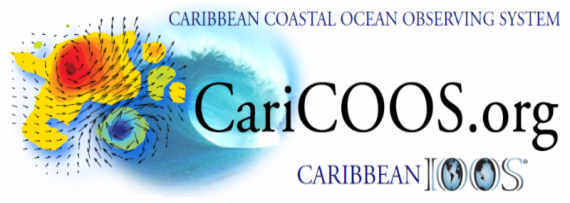 CARIBBEAN COASTAL OCEAN OBSERVING SYSTEM
CariCOOS.org
CARIBBEAN IOOS®